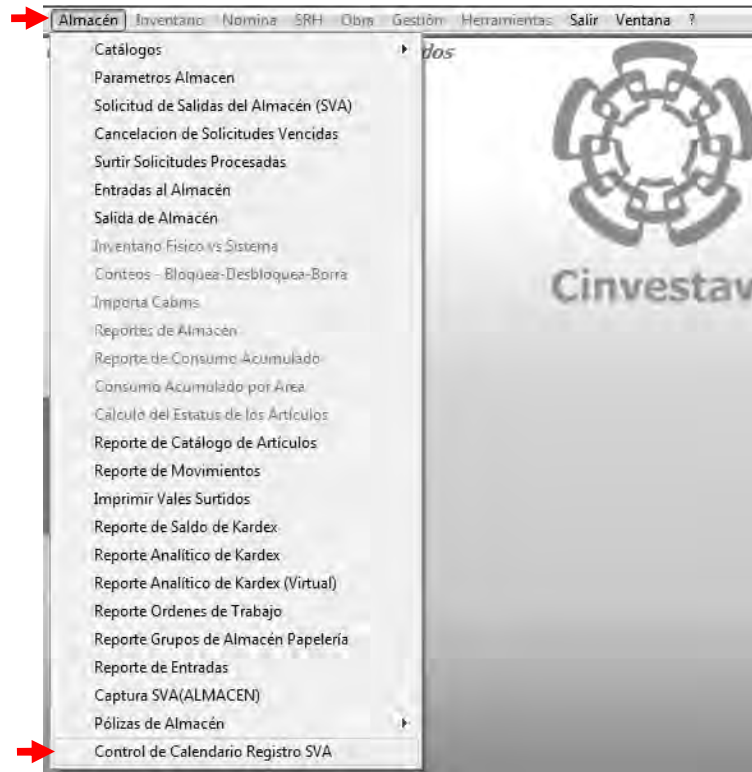 Almacén Inventario Nomina SRH Obra Gestión Herramientas Salir Ventana ?
dos
Catálogos
Parametros Almacen
Solicitud de Salidas del Almacén (SVA)
Cancelacion de Solicitudes Vencidas
Surtir Solicitudes Procesadas
Entradas al Almacén
Salida de Almacén
Inventario Fisico vs Sistema
Conteos - Bloquea-Desbloquea-Borra
Importa Cabms
Reportes de Almacén
Reporte de Consumo Acumulado
Consumo Acumulado por Area
Cálculo del Estatus de los Artículos
Reporte de Catálogo de Artículos
Reporte de Movimientos
Imprimir Vales Surtidos
Reporte de Saldo de Kardex
Reporte Analítico de Kardex
Reporte Analítico de Kardex (Virtual)
Reporte Ordenes de Trabajo
Reporte Grupos de Almacén Papelería
Reporte de Entradas
Captura SVA(ALMACEN)
Pólizas de Almacén
Control de Calendario Registro SVA
Cinvestav